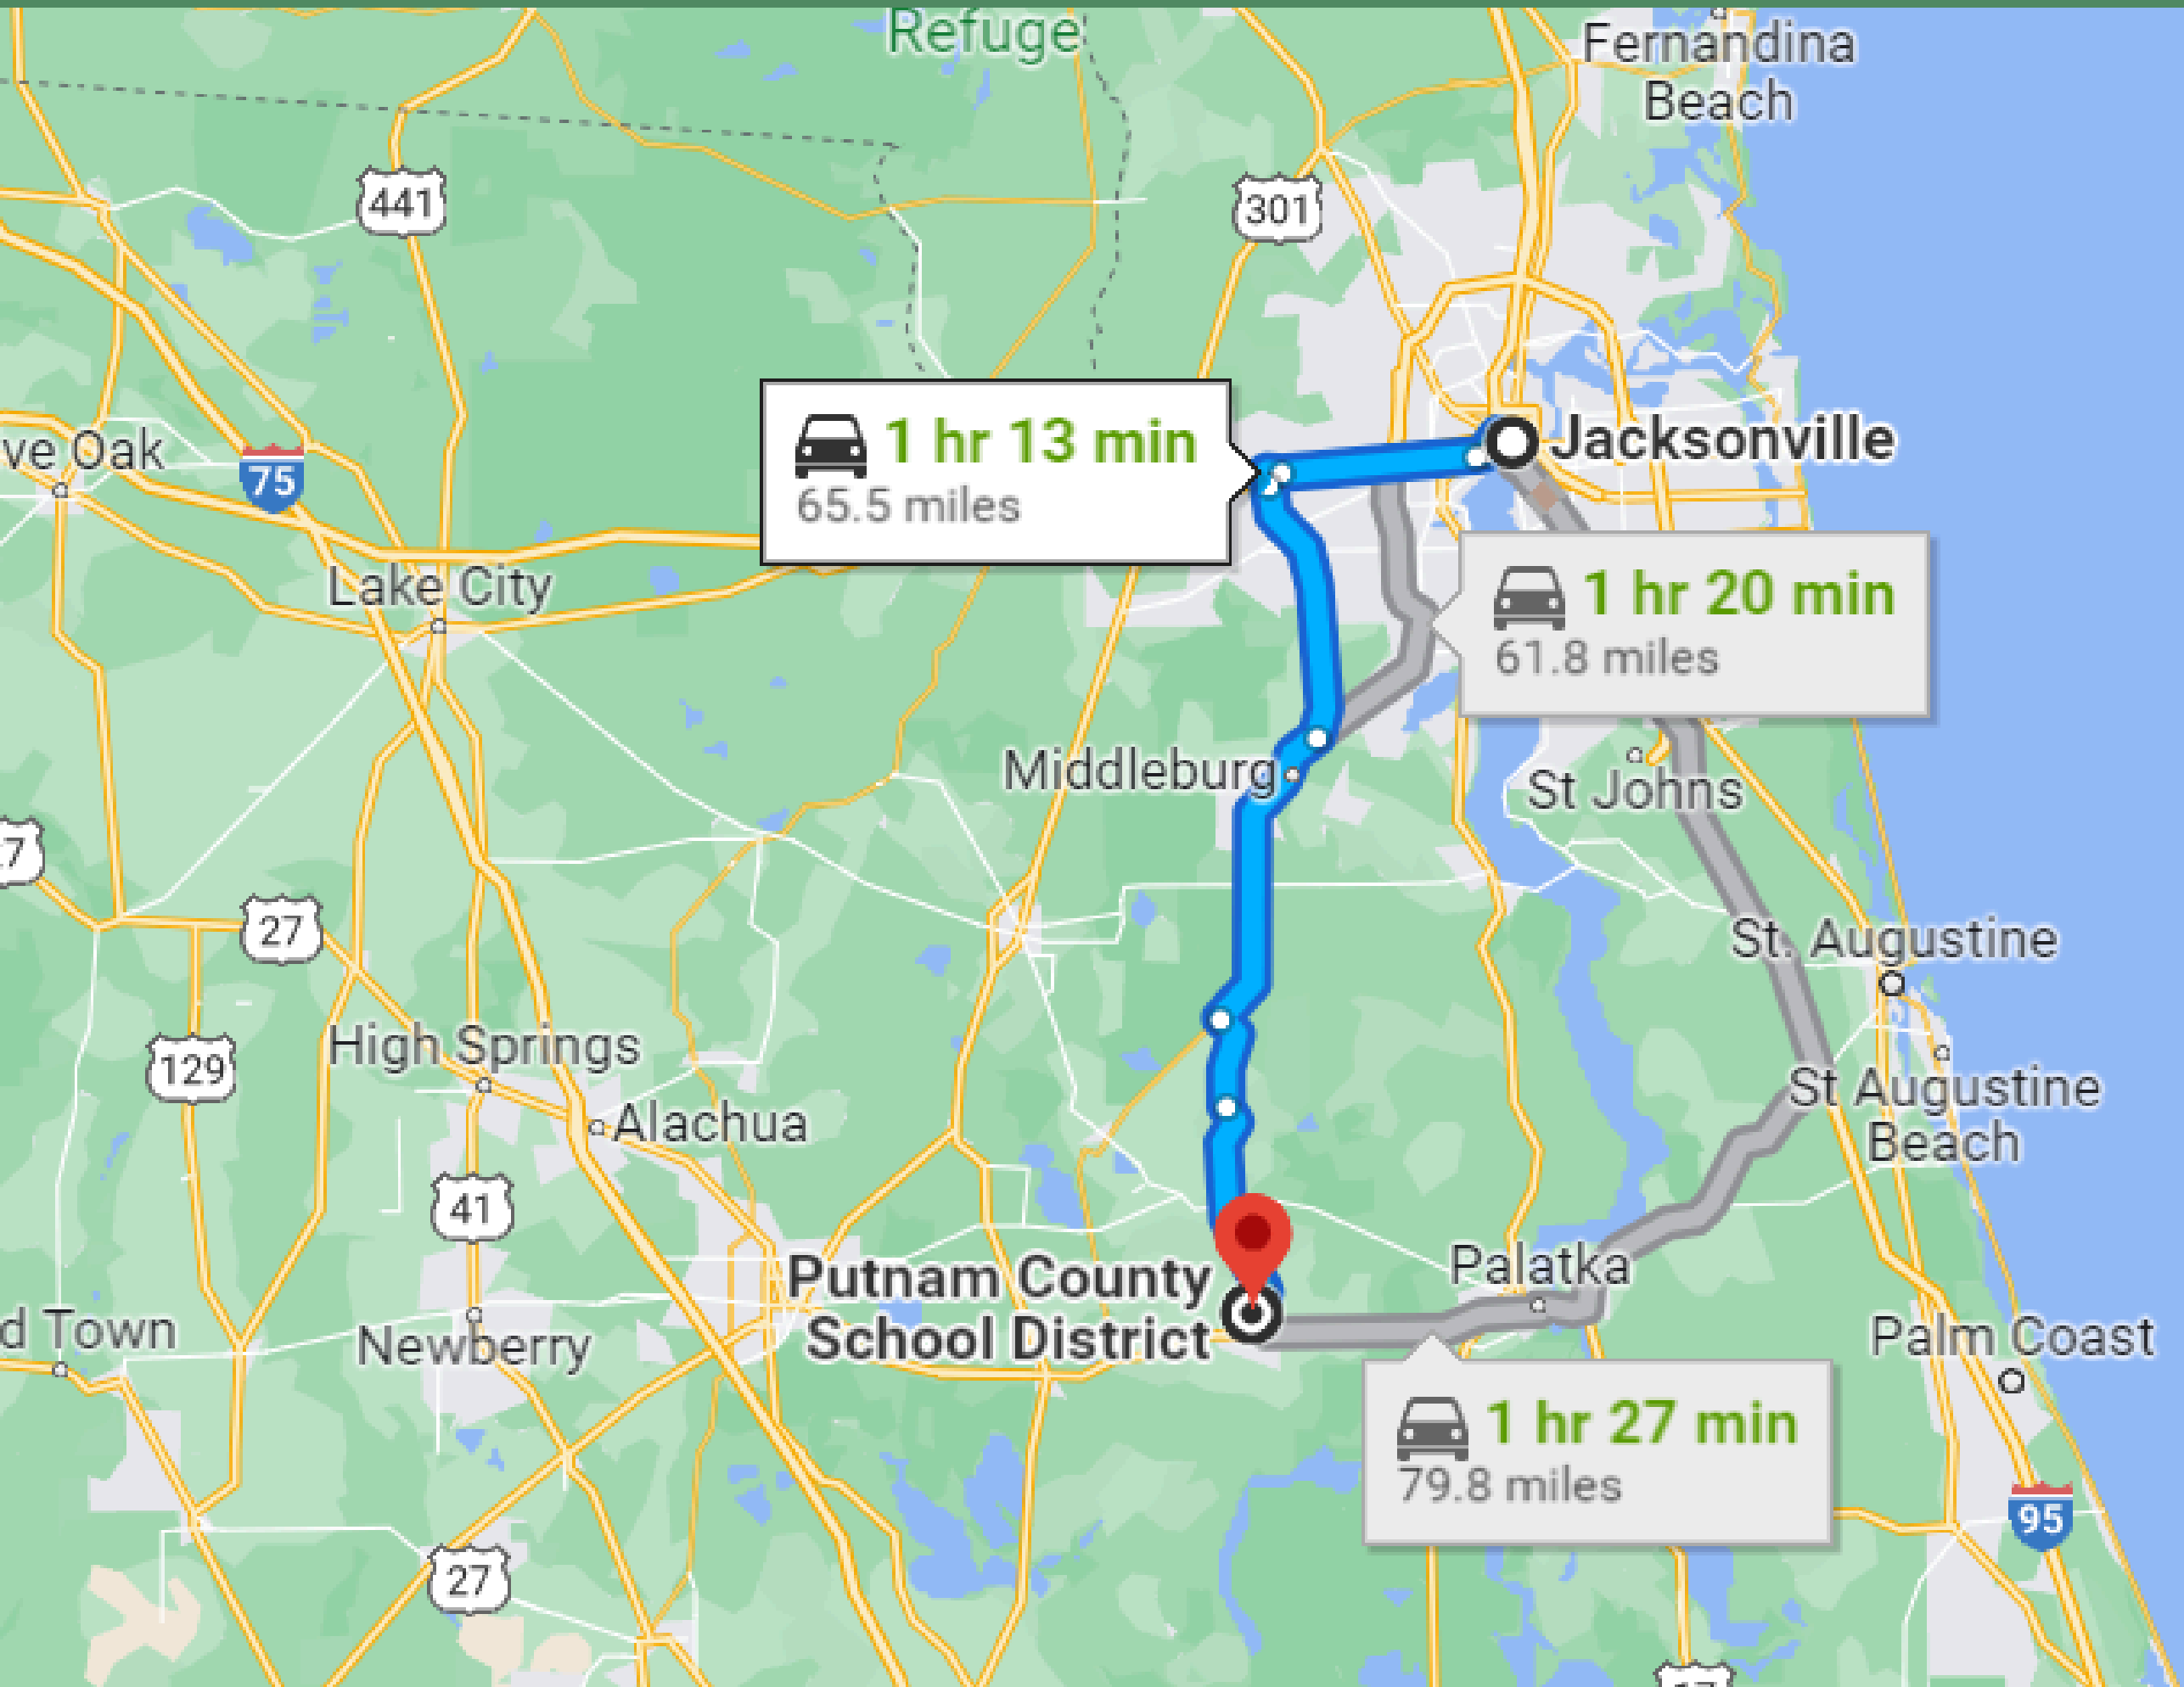 Refuge
Fernandina
Beach
441
301
1 hr 13 min
65.5 miles
Jacksonville
ve Oak
75
Lake City
1 hr 20 min
61.8 miles
Middleburg
St Johns
27
St. Augustine
High Springs
129
Alachua
St Augustine
Beach
41
Putnam County
School District
Palatka
d Town
Newberry
Palm Coast
1 hr 27 min
79.8 miles
95
27